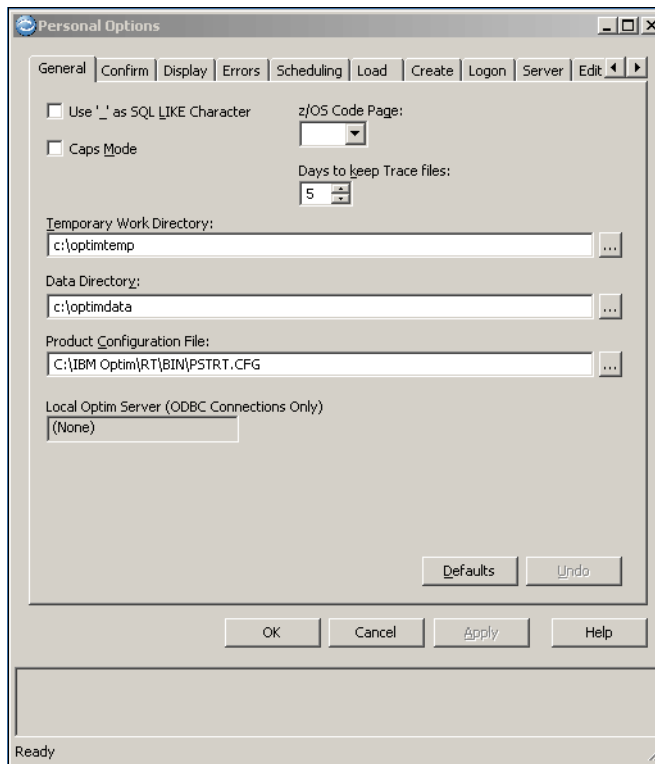 Personal Options
General Confirm Display Errors Scheduling Load Create Logon Server Edit
Use '_' as SQL LIKE Character
z/OS Code Page:
Caps Mode
Days to keep Trace files:
5
Temporary Work Directory:
c:\optimtemp
...
Data Directory:
c:\optimdata
...
Product Configuration File:
C:\IBM Optim\RT\BIN\PSTRT.CFG
...
Local Optim Server (ODBC Connections Only)
(None)
Defaults Undo
OK Cancel Apply Help
Ready